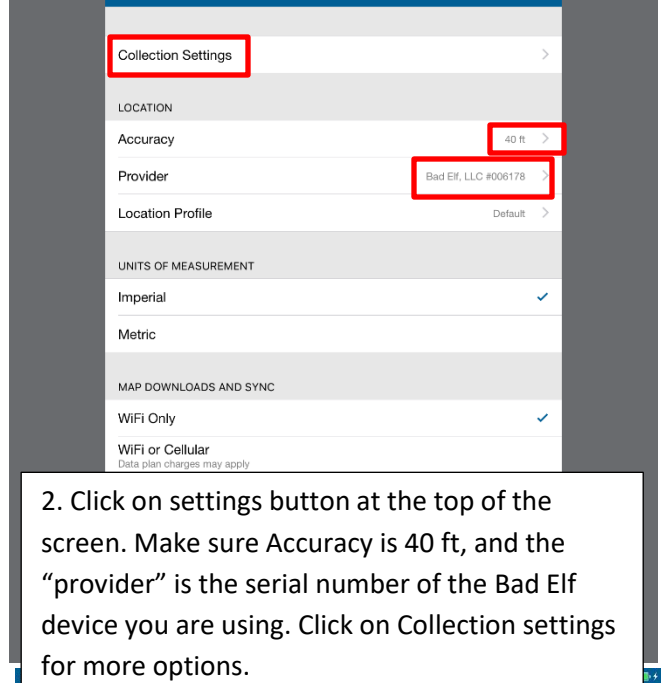 Collection Settings
LOCATION
Accuracy 40 ft
Provider Bad Elf, LLC #006178
Location Profile Default
UNITS OF MEASUREMENT
Imperial
Metric
MAP DOWNLOADS AND SYNC
WiFi Only
WiFi or Cellular
Data plan charges may apply
2. Click on settings button at the top of the
screen. Make sure Accuracy is 40 ft, and the
“provider” is the serial number of the Bad Elf
device you are using. Click on Collection settings
for more options.